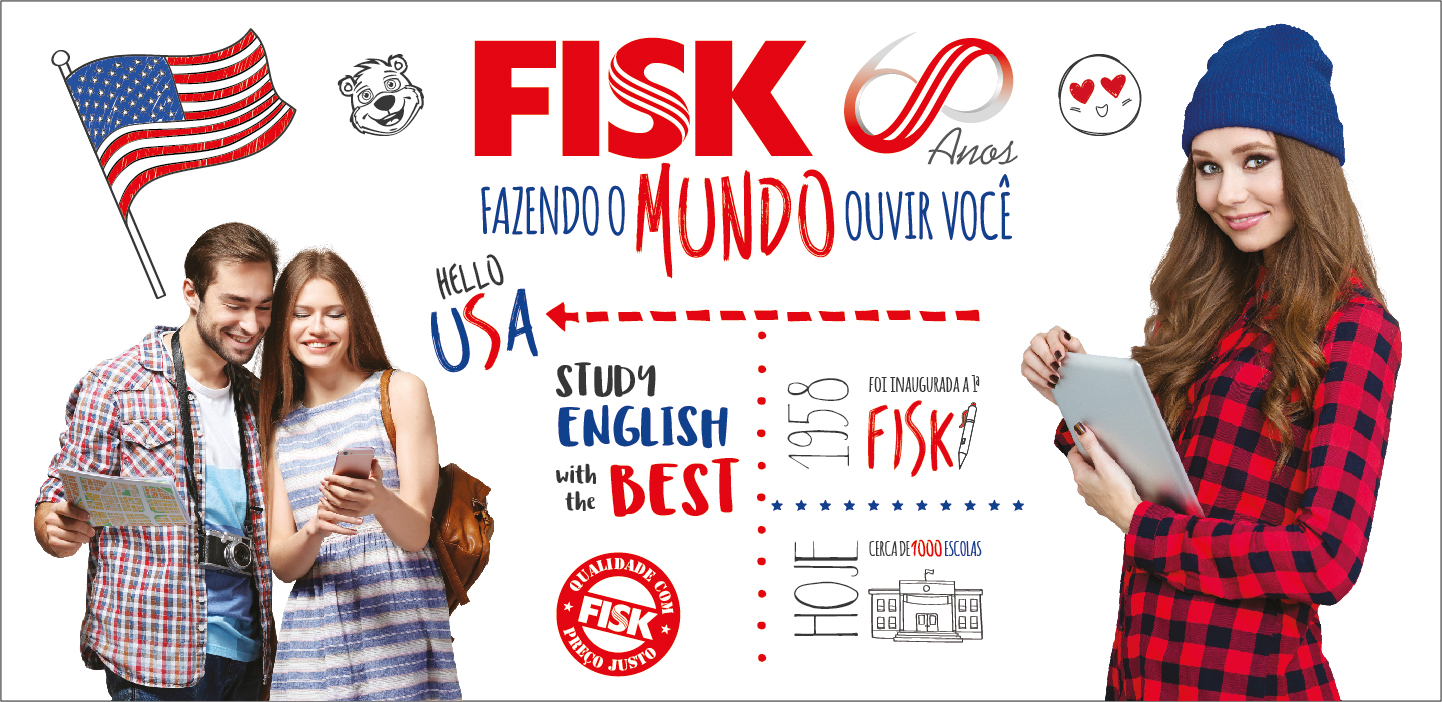 FISK
60
Anos
FAZENDO O MUNDO OUVIR VOCÊ
HELLO
USA
STUDY
ENGLISH
with
the
BEST
1958
FOI INAUGURADA A 1ª
FISK
HOJE
CERCA DE 1000 ESCOLAS
QUALIDADE COM
FISK
PREÇO JUSTO